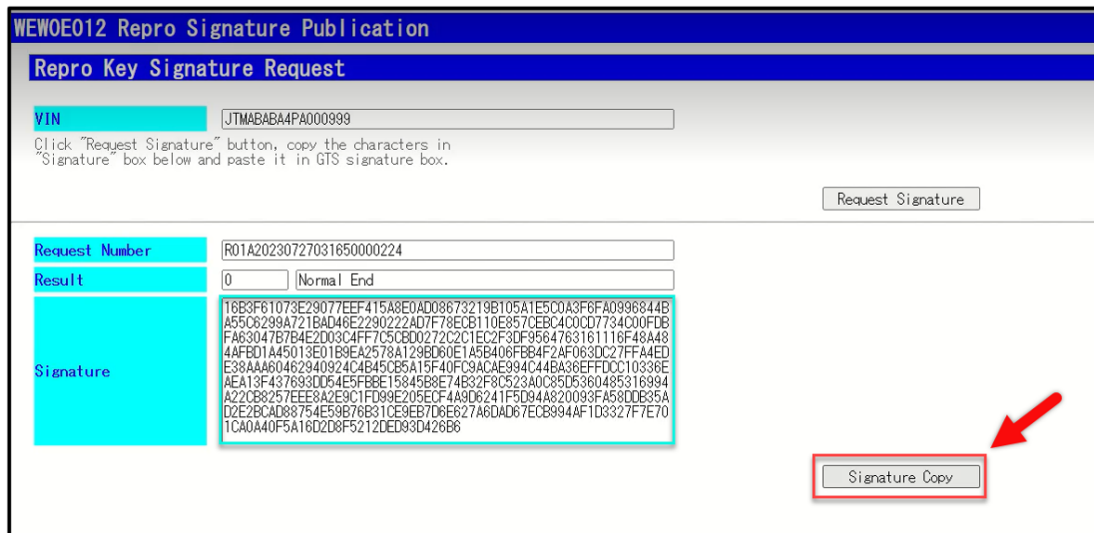 WEWOE012 Repro Signature Publication
Repro Key Signature Request
VIN JTMABABA4PA000999
Click "Request Signature" button, copy the characters in
"Signature" box below and paste it in GTS signature box.
Request Signature
Request Number R01A20230727031650000224
Result 0 Normal End
Signature
16B3F61073E29077EEF415A8E0AD08673219B105A1E5C0A3F6FA0996844B
A55C6299A721BAD46E2290222AD7F78ECB110E857CEBC4C0CD7734C00FDB
FA63047B7B4E2D03C4FF7C5CBD0272C2C1EC2F3DF9564763161116F48A48
4AFBD1A45013E01B9EA2578A129BD60E1A5B406FBB4F2AF063DC27FFA4ED
E38AAA60462940924C4B45CB5A15F40FC9ACAE994C44BA36EFFDCC10336E
AEA13F437693DD54E5FBBE15845B8E74B32F8C523A0C85D5360485316994
A22CB8257EEE8A2E9C1FD99E205ECF4A9D6241F5D94A820093FA58DDB35A
D2E2BCAD88754E59B76B31CE9EB7D6E627A6DAD67ECB994AF1D3327F7E70
1CA0A40F5A16D2D8F5212DED93D426B6
Signature Copy